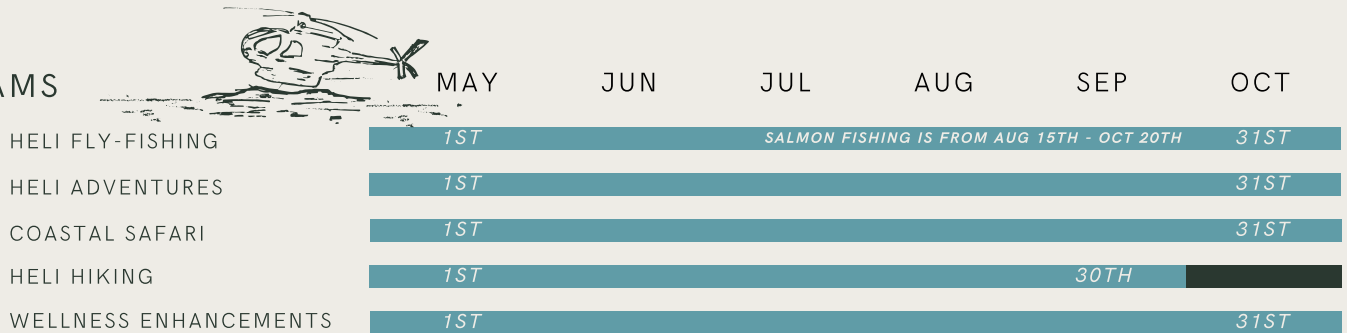 AMS MAY JUN JUL AUG SEP OCT
HELI FLY-FISHING 1ST SALMON FISHING IS FROM AUG 15TH - OCT 20TH 31ST
HELI ADVENTURES 1ST 31ST
COASTAL SAFARI 1ST 31ST
HELI HIKING 1ST 30TH
WELLNESS ENHANCEMENTS 1ST 31ST